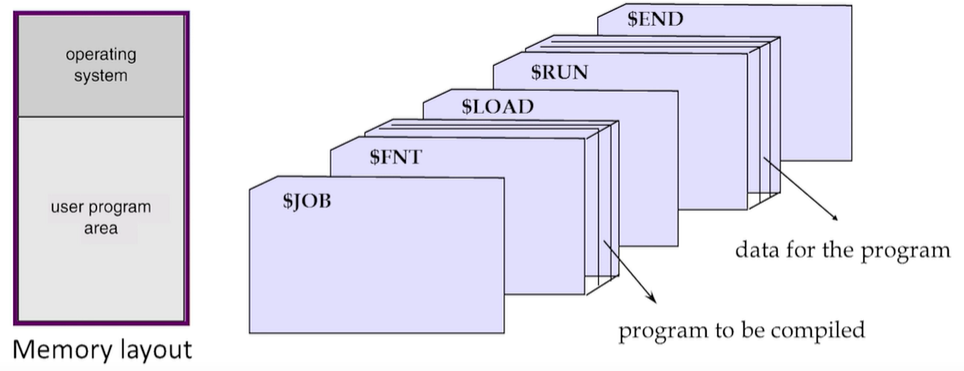 operating
system
user program
area
Memory layout
$END
$RUN
$LOAD
$FNT
$JOB
data for the program
program to be compiled